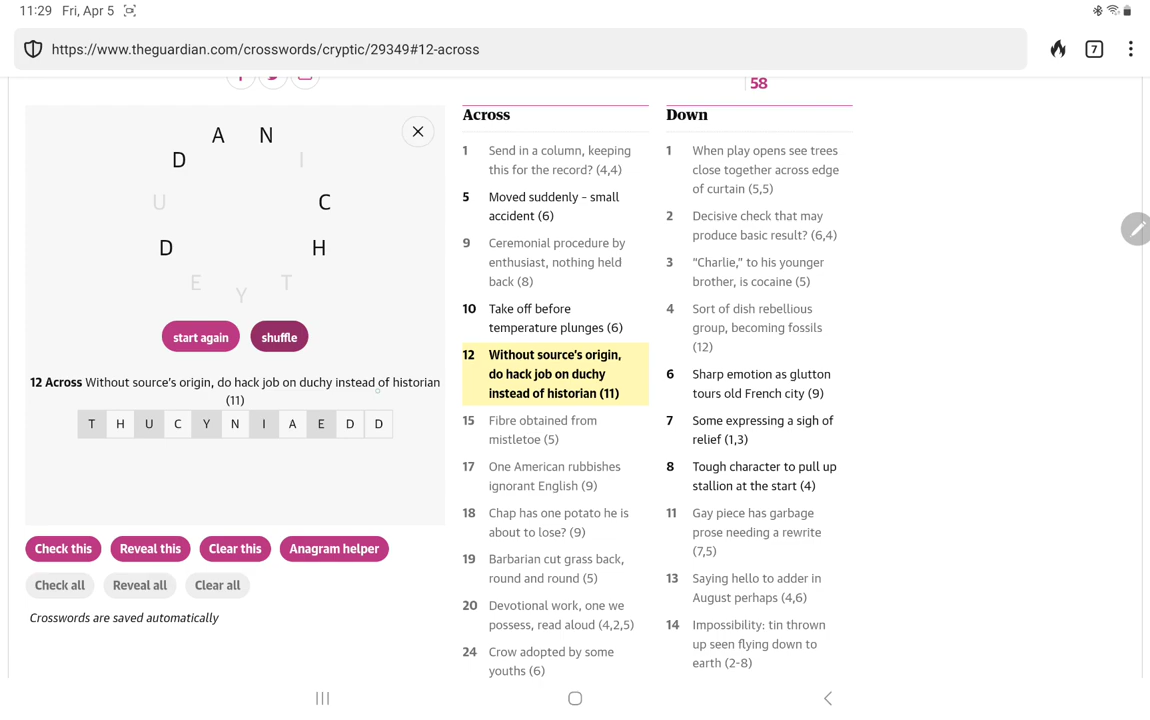 11:29 Fri, Apr 5
https://www.theguardian.com/crosswords/cryptic/29349#12-across
7
58
A N
D I
U C
D H
E T
Y
start again shuffle
12 Across Without source's origin, do hack job on duchy instead of historian
(11)
T H U C Y N I A E D D
Check this Reveal this Clear this Anagram helper
Check all Reveal all Clear all
Crosswords are saved automatically
Across
1 Send in a column, keeping
this for the record? (4,4)
5 Moved suddenly – small
accident (6)
9 Ceremonial procedure by
enthusiast, nothing held
back (8)
10 Take off before
temperature plunges (6)
12 Without source's origin,
do hack job on duchy
instead of historian (11)
15 Fibre obtained from
mistletoe (5)
17 One American rubbishes
ignorant English (9)
18 Chap has one potato he is
about to lose? (9)
19 Barbarian cut grass back,
round and round (5)
20 Devotional work, one we
possess, read aloud (4,2,5)
24 Crow adopted by some
youths (6)
Down
1 When play opens see trees
close together across edge
of curtain (5,5)
2 Decisive check that may
produce basic result? (6,4)
3 "Charlie," to his younger
brother, is cocaine (5)
4 Sort of dish rebellious
group, becoming fossils
(12)
6 Sharp emotion as glutton
tours old French city (9)
7 Some expressing a sigh of
relief (1,3)
8 Tough character to pull up
stallion at the start (4)
11 Gay piece has garbage
prose needing a rewrite
(7,5)
13 Saying hello to adder in
August perhaps (4,6)
14 Impossibility: tin thrown
up seen flying down to
earth (2-8)